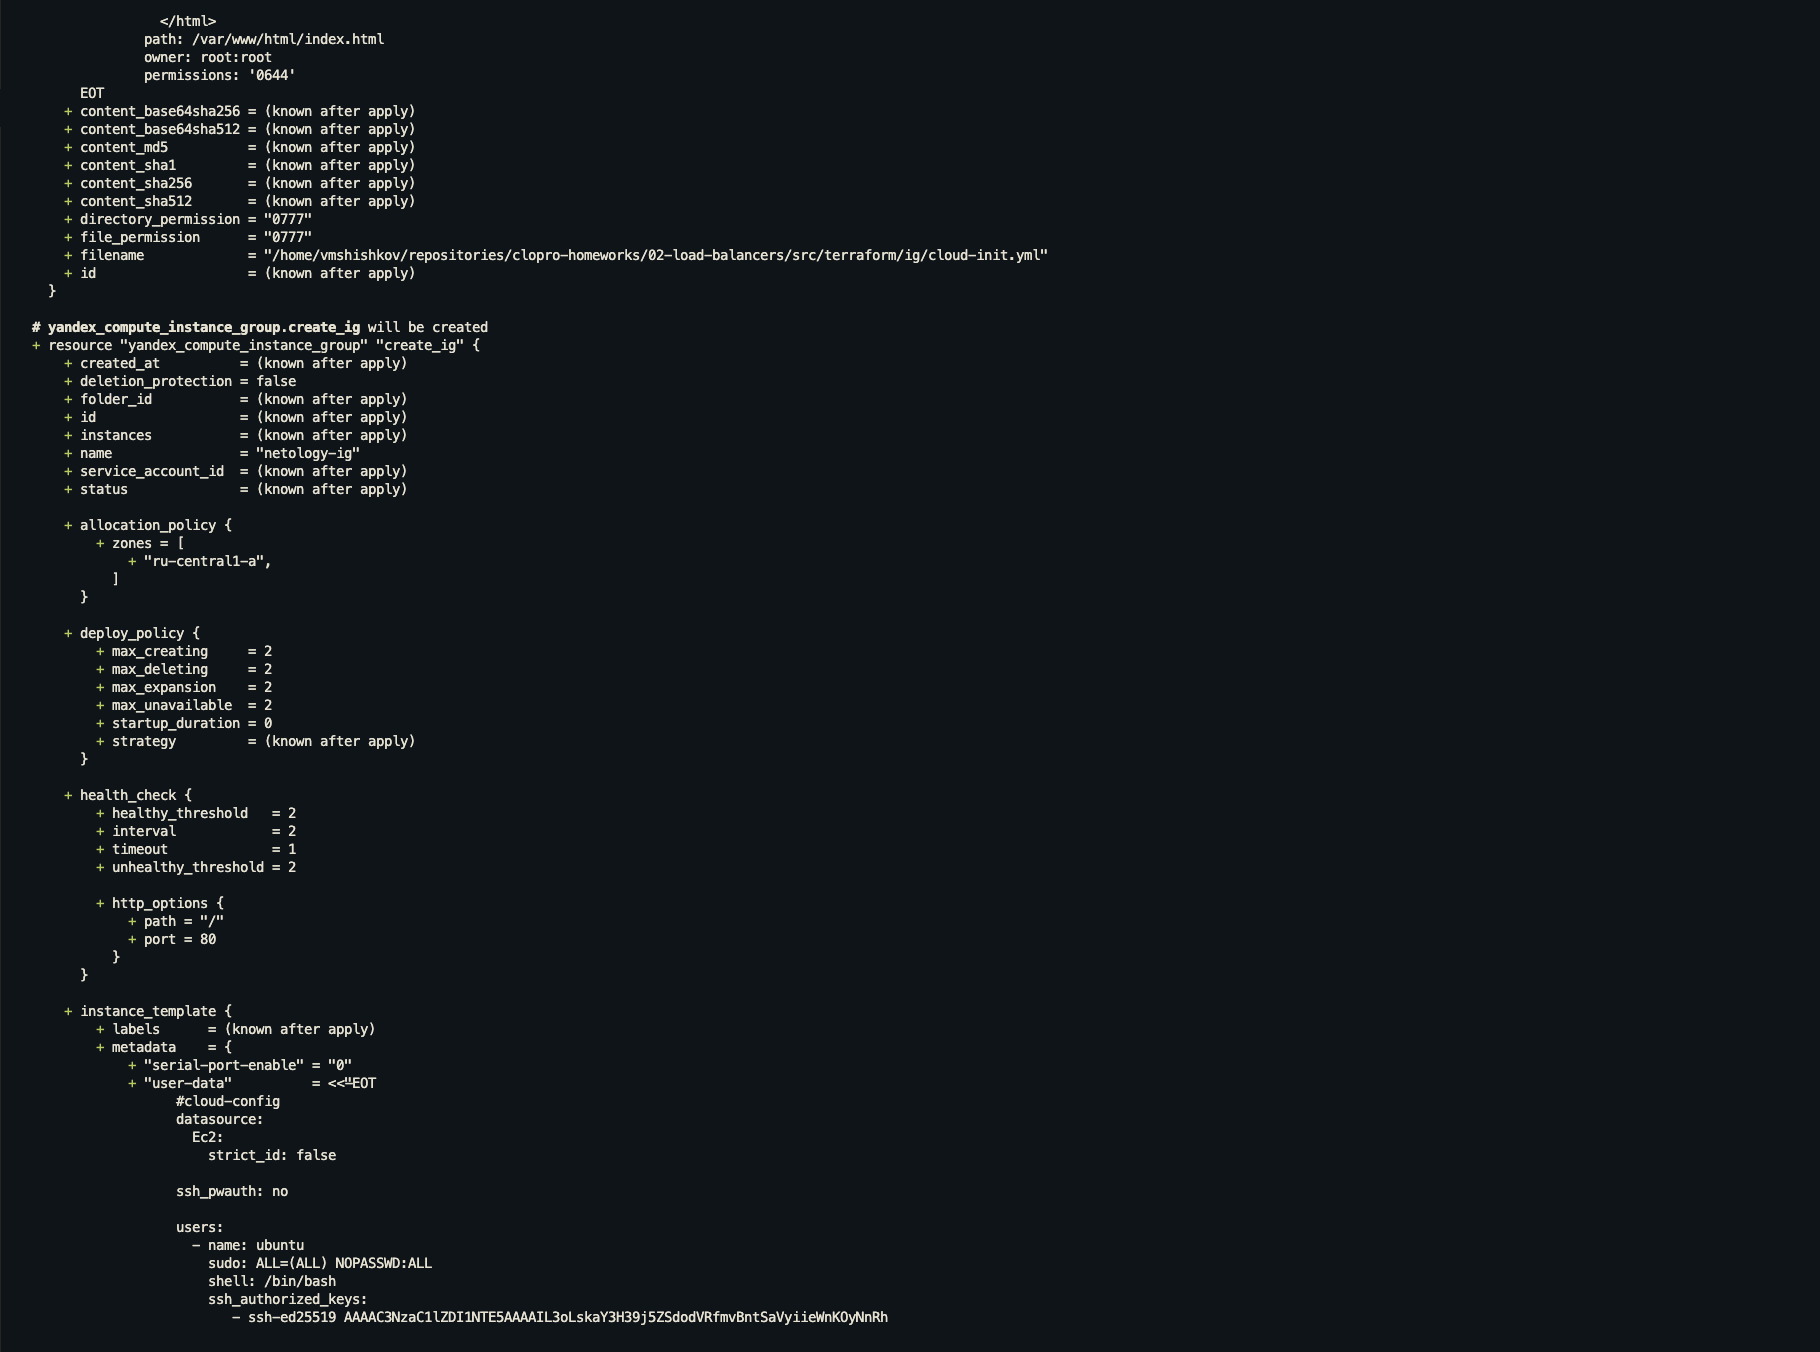 </html>
              path: /var/www/html/index.html
              owner: root:root
              permissions: '0644'
      EOT
    + content_base64sha256 = (known after apply)
    + content_base64sha512 = (known after apply)
    + content_md5          = (known after apply)
    + content_sha1         = (known after apply)
    + content_sha256       = (known after apply)
    + content_sha512       = (known after apply)
    + directory_permission = "0777"
    + file_permission      = "0777"
    + filename             = "/home/vmshishkov/repositories/clopro-homeworks/02-load-balancers/src/terraform/ig/cloud-init.yml"
    + id                   = (known after apply)
  }

# yandex_compute_instance_group.create_ig will be created
+ resource "yandex_compute_instance_group" "create_ig" {
    + created_at          = (known after apply)
    + deletion_protection = false
    + folder_id           = (known after apply)
    + id                  = (known after apply)
    + instances           = (known after apply)
    + name                = "netology-ig"
    + service_account_id  = (known after apply)
    + status              = (known after apply)

    + allocation_policy {
        + zones = [
            + "ru-central1-a",
          ]
      }

    + deploy_policy {
        + max_creating     = 2
        + max_deleting     = 2
        + max_expansion    = 2
        + max_unavailable  = 2
        + startup_duration = 0
        + strategy         = (known after apply)
      }

    + health_check {
        + healthy_threshold   = 2
        + interval            = 2
        + timeout             = 1
        + unhealthy_threshold = 2

        + http_options {
            + path = "/"
            + port = 80
          }
      }

    + instance_template {
        + labels      = (known after apply)
        + metadata    = {
            + "serial-port-enable" = "0"
            + "user-data"          = <<-EOT
                  #cloud-config
                  datasource:
                    Ec2:
                      strict_id: false

                  ssh_pwauth: no

                  users:
                    - name: ubuntu
                      sudo: ALL=(ALL) NOPASSWD:ALL
                      shell: /bin/bash
                      ssh_authorized_keys:
                         - ssh-ed25519 AAAAC3NzaC1lZDI1NTE5AAAAIL3oLskaY3H39j5ZSdodVRfmvBntSaVyiieWnKOyNnRh